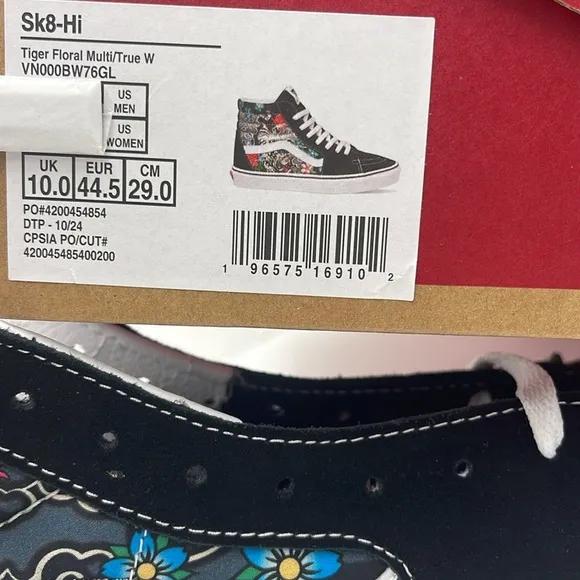 Sk8-Hi
Tiger Floral Multi/True W
VN000BW76GL
US
MEN
US
WOMEN
UK EUR CM
10.0 44.5 29.0
PO#4200454854
DTP - 10/24
CPSIA PO/CUT#
420045485400200
1 96575 16910 2